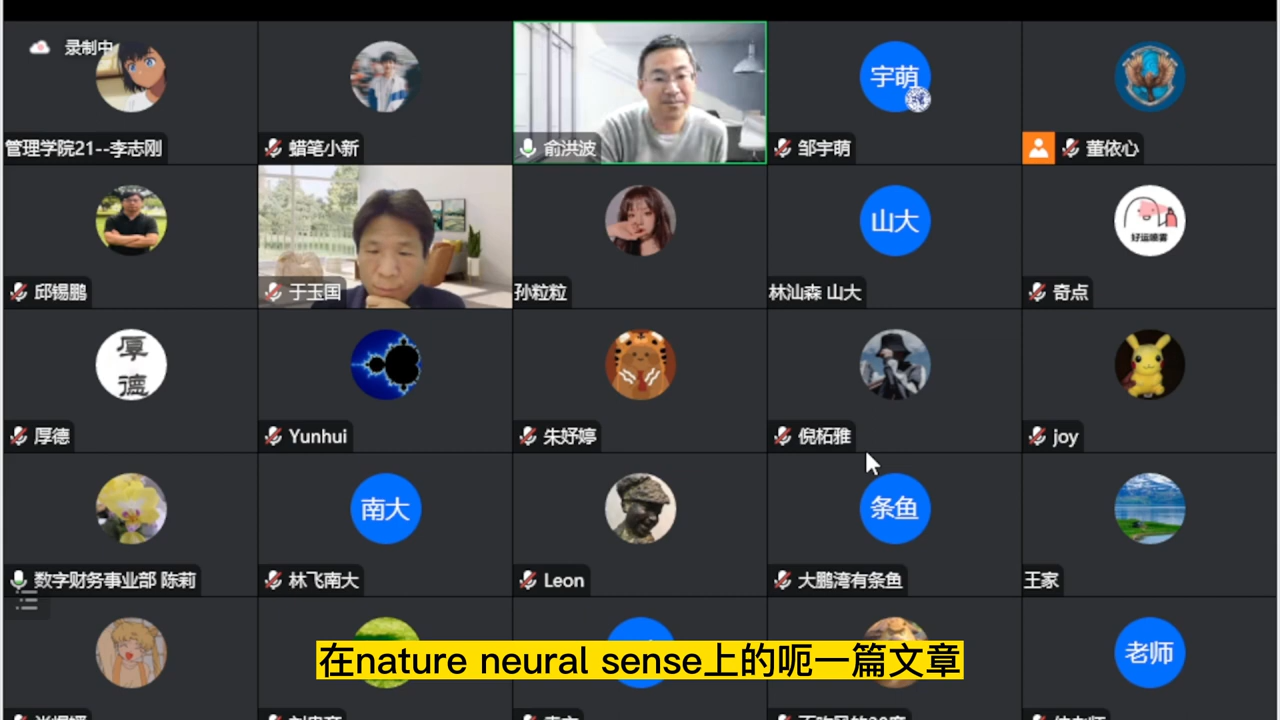 录制中
宇萌
管理学院21--李志刚
蜡笔小新
俞洪波
邹宇萌
董依心
山大
好运喷雾
邱锡鹏
于玉国
孙粒粒
林汕森 山大
奇点
厚
德
厚德
Yunhui
朱妤婷
倪柘雅
joy
南大
条鱼
数字财务事业部 陈莉
林飞南大
Leon
大鹏湾有条鱼
王家
老师
在nature neural sense上的呃一篇文章